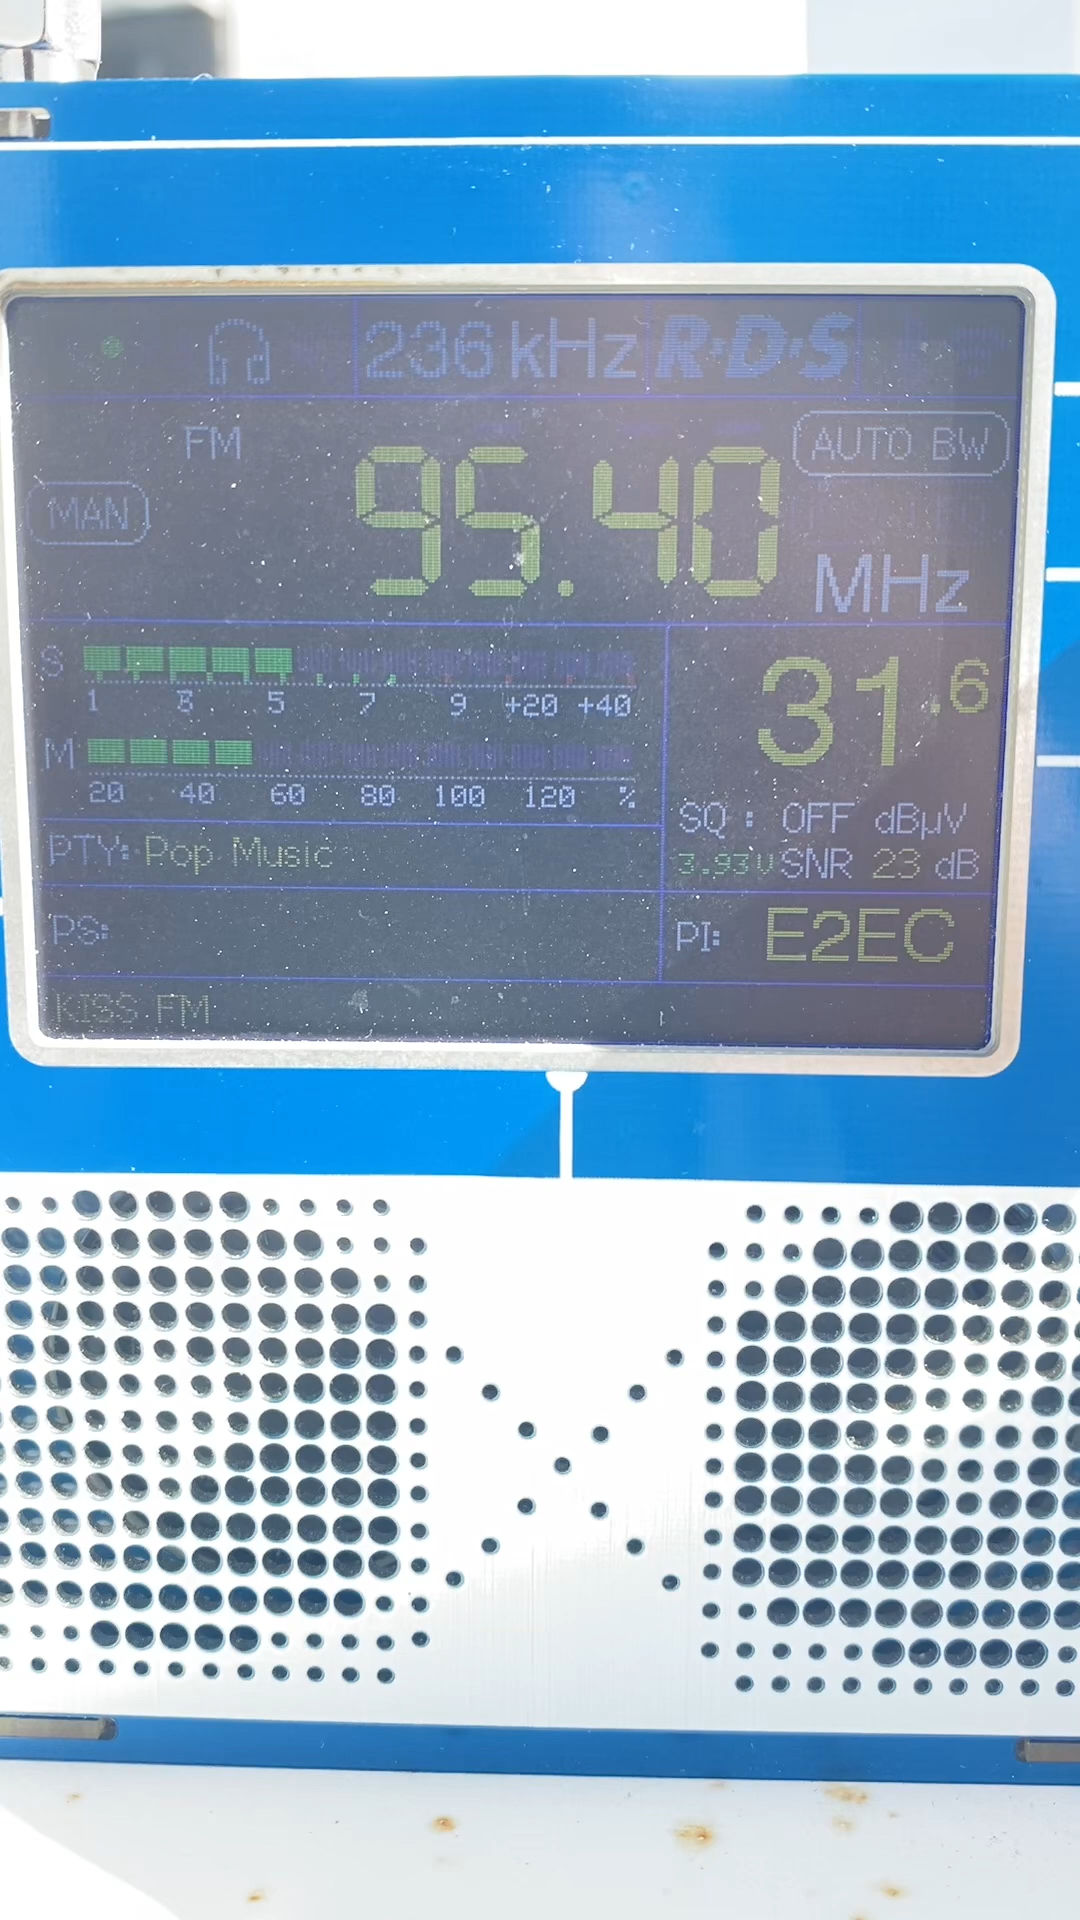 236 kHz R·D·S
FM 95.40 AUTO BW
MAN MHz
S
1 3 5 7 9 +20 +40
31.6
M
20 40 60 80 100 120 %
SQ: OFF dBµV
PTY: Pop Music
3.93V SNR 23 dB
PS:
PI: E2EC
KISS FM